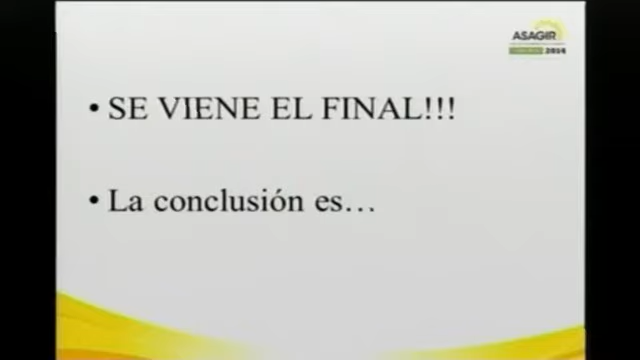 ASAGIR
2014
• SE VIENE EL FINAL!!!
• La conclusión es…